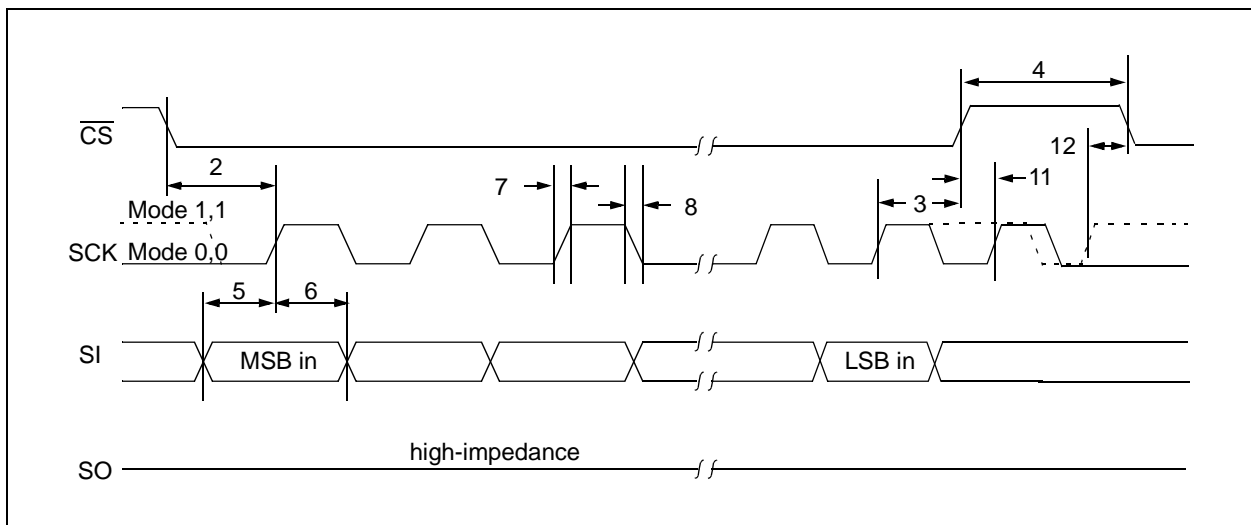 4
CS
12
2
11
7
8
3
Mode 1,1
SCK Mode 0,0
5
6
SI
MSB in
LSB in
high-impedance
SO